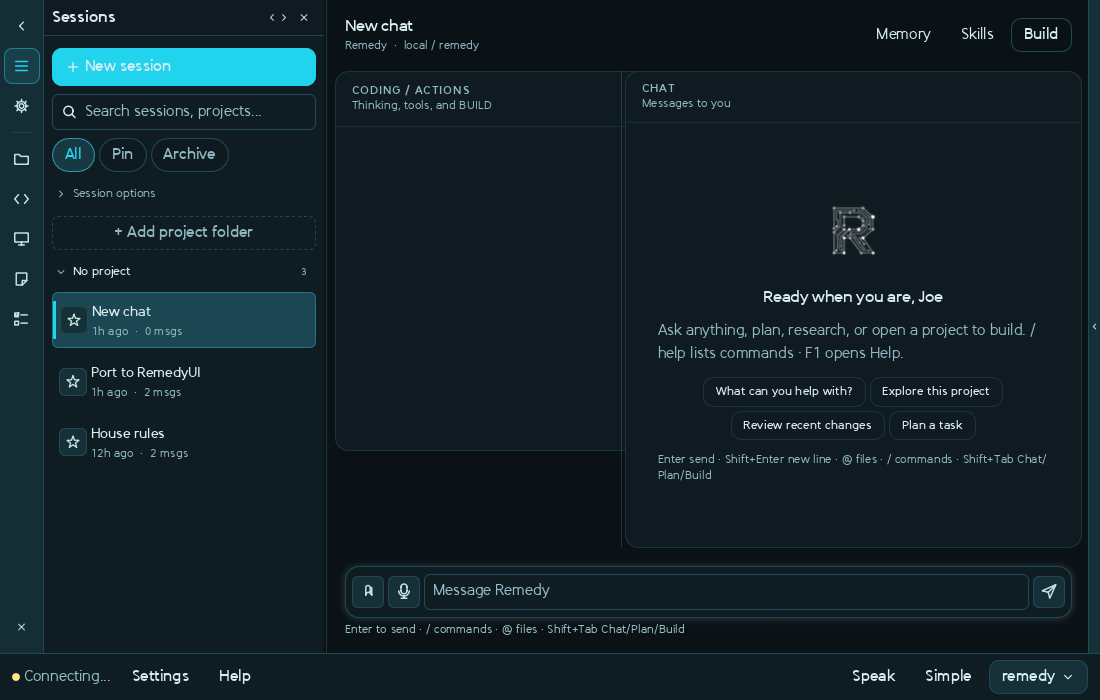 Sessions
New session
Search sessions, projects...
All
Pin
Archive
Session options
+ Add project folder
No project
3
New chat
1h ago · 0 msgs
Port to RemedyUI
1h ago · 2 msgs
House rules
12h ago · 2 msgs
New chat
Remedy · local / remedy
Memory
Skills
Build
CODING / ACTIONS
Thinking, tools, and BUILD
CHAT
Messages to you
R
Ready when you are, Joe
Ask anything, plan, research, or open a project to build. /
help lists commands · F1 opens Help.
What can you help with?
Explore this project
Review recent changes
Plan a task
Enter send · Shift+Enter new line · @ files · / commands · Shift+Tab Chat/
Plan/Build
Message Remedy
Enter to send · / commands · @ files · Shift+Tab Chat/Plan/Build
Connecting...
Settings
Help
Speak
Simple
remedy